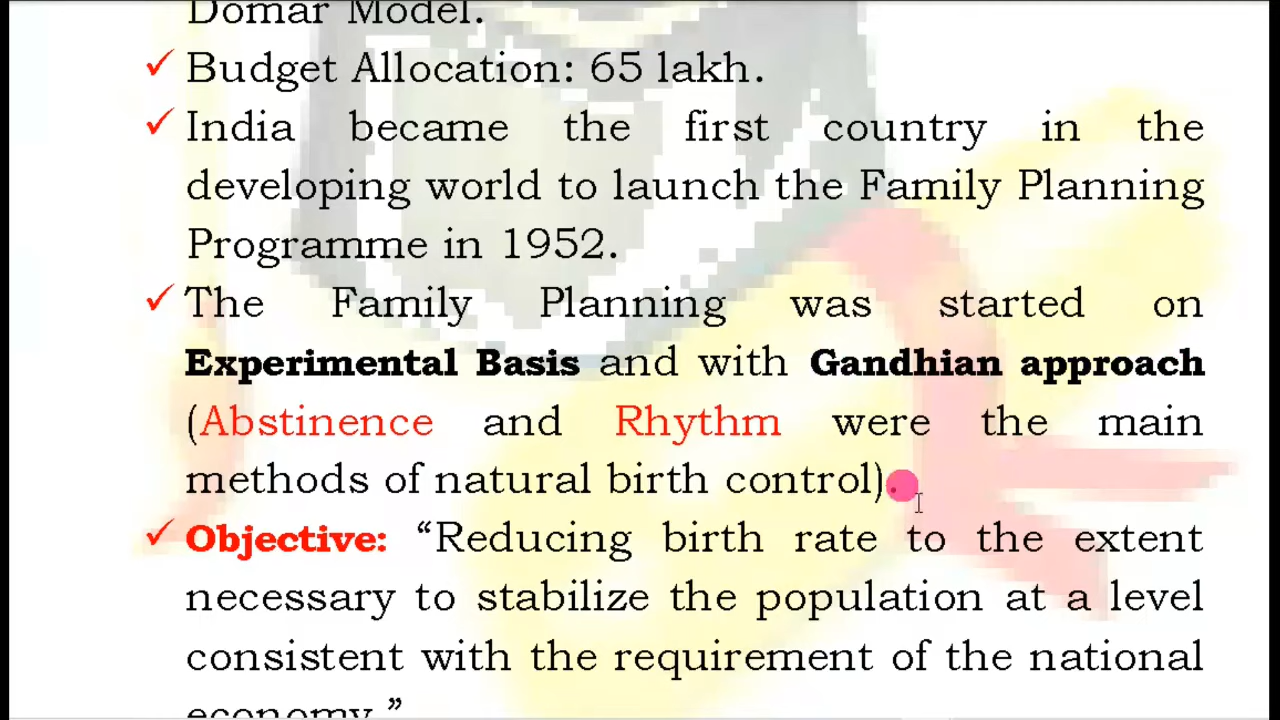 Domar Model.
✓ Budget Allocation: 65 lakh.
✓ India became the first country in the
developing world to launch the Family Planning
Programme in 1952.
✓ The Family Planning was started on
Experimental Basis and with Gandhian approach
(Abstinence and Rhythm were the main
methods of natural birth control).
✓ Objective: “Reducing birth rate to the extent
necessary to stabilize the population at a level
consistent with the requirement of the national
economy.”